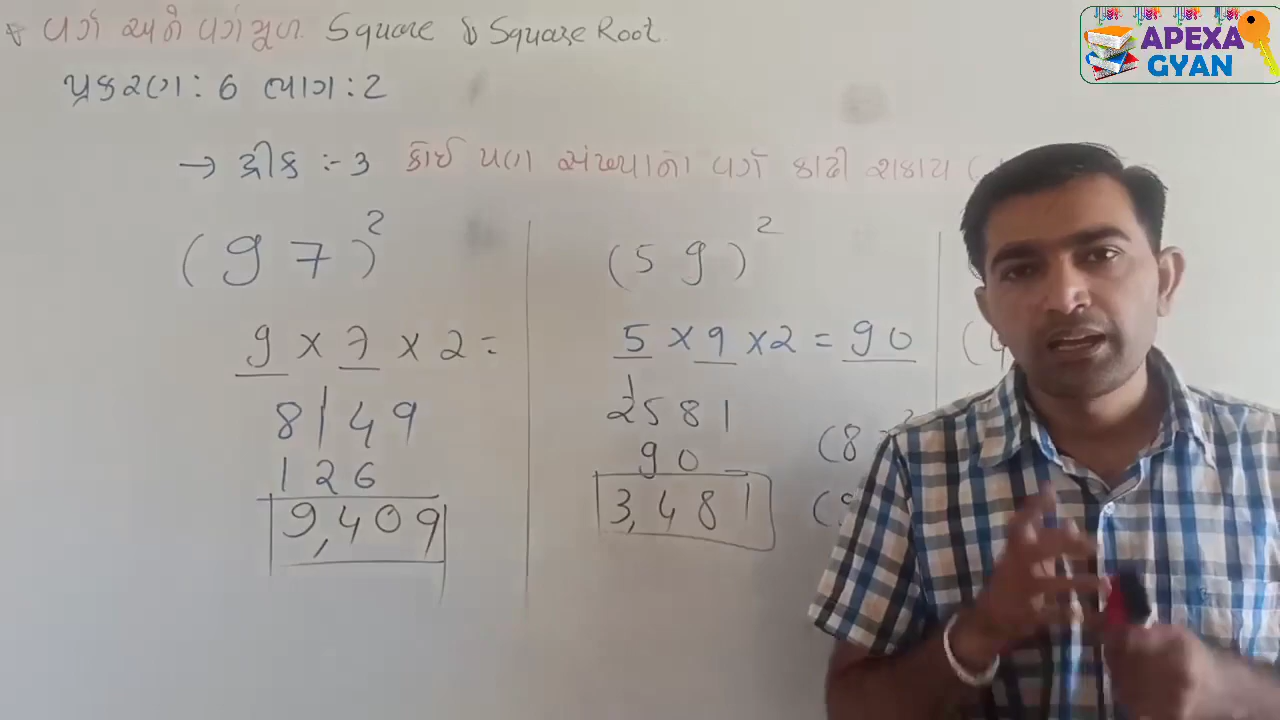 વર્ગ અને વર્ગમૂળ Square & Square Root
પ્રકરણ : 6 ભાગ : 2
→ ટ્રીક :- 3 કોઈ પણ સંખ્યાનો વર્ગ કાઢી શકાય (
(97)²
9 × 7 × 2 =
8149
126
9,409
(59)²
5 × 9 × 2 = 90
2581
90
3,481
(8
APEXA
GYAN